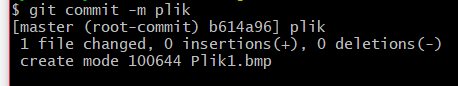 $ git commit -m plik
[master (root-commit) b614a96] plik
 1 file changed, 0 insertions(+), 0 deletions(-)
 create mode 100644 Plik1.bmp